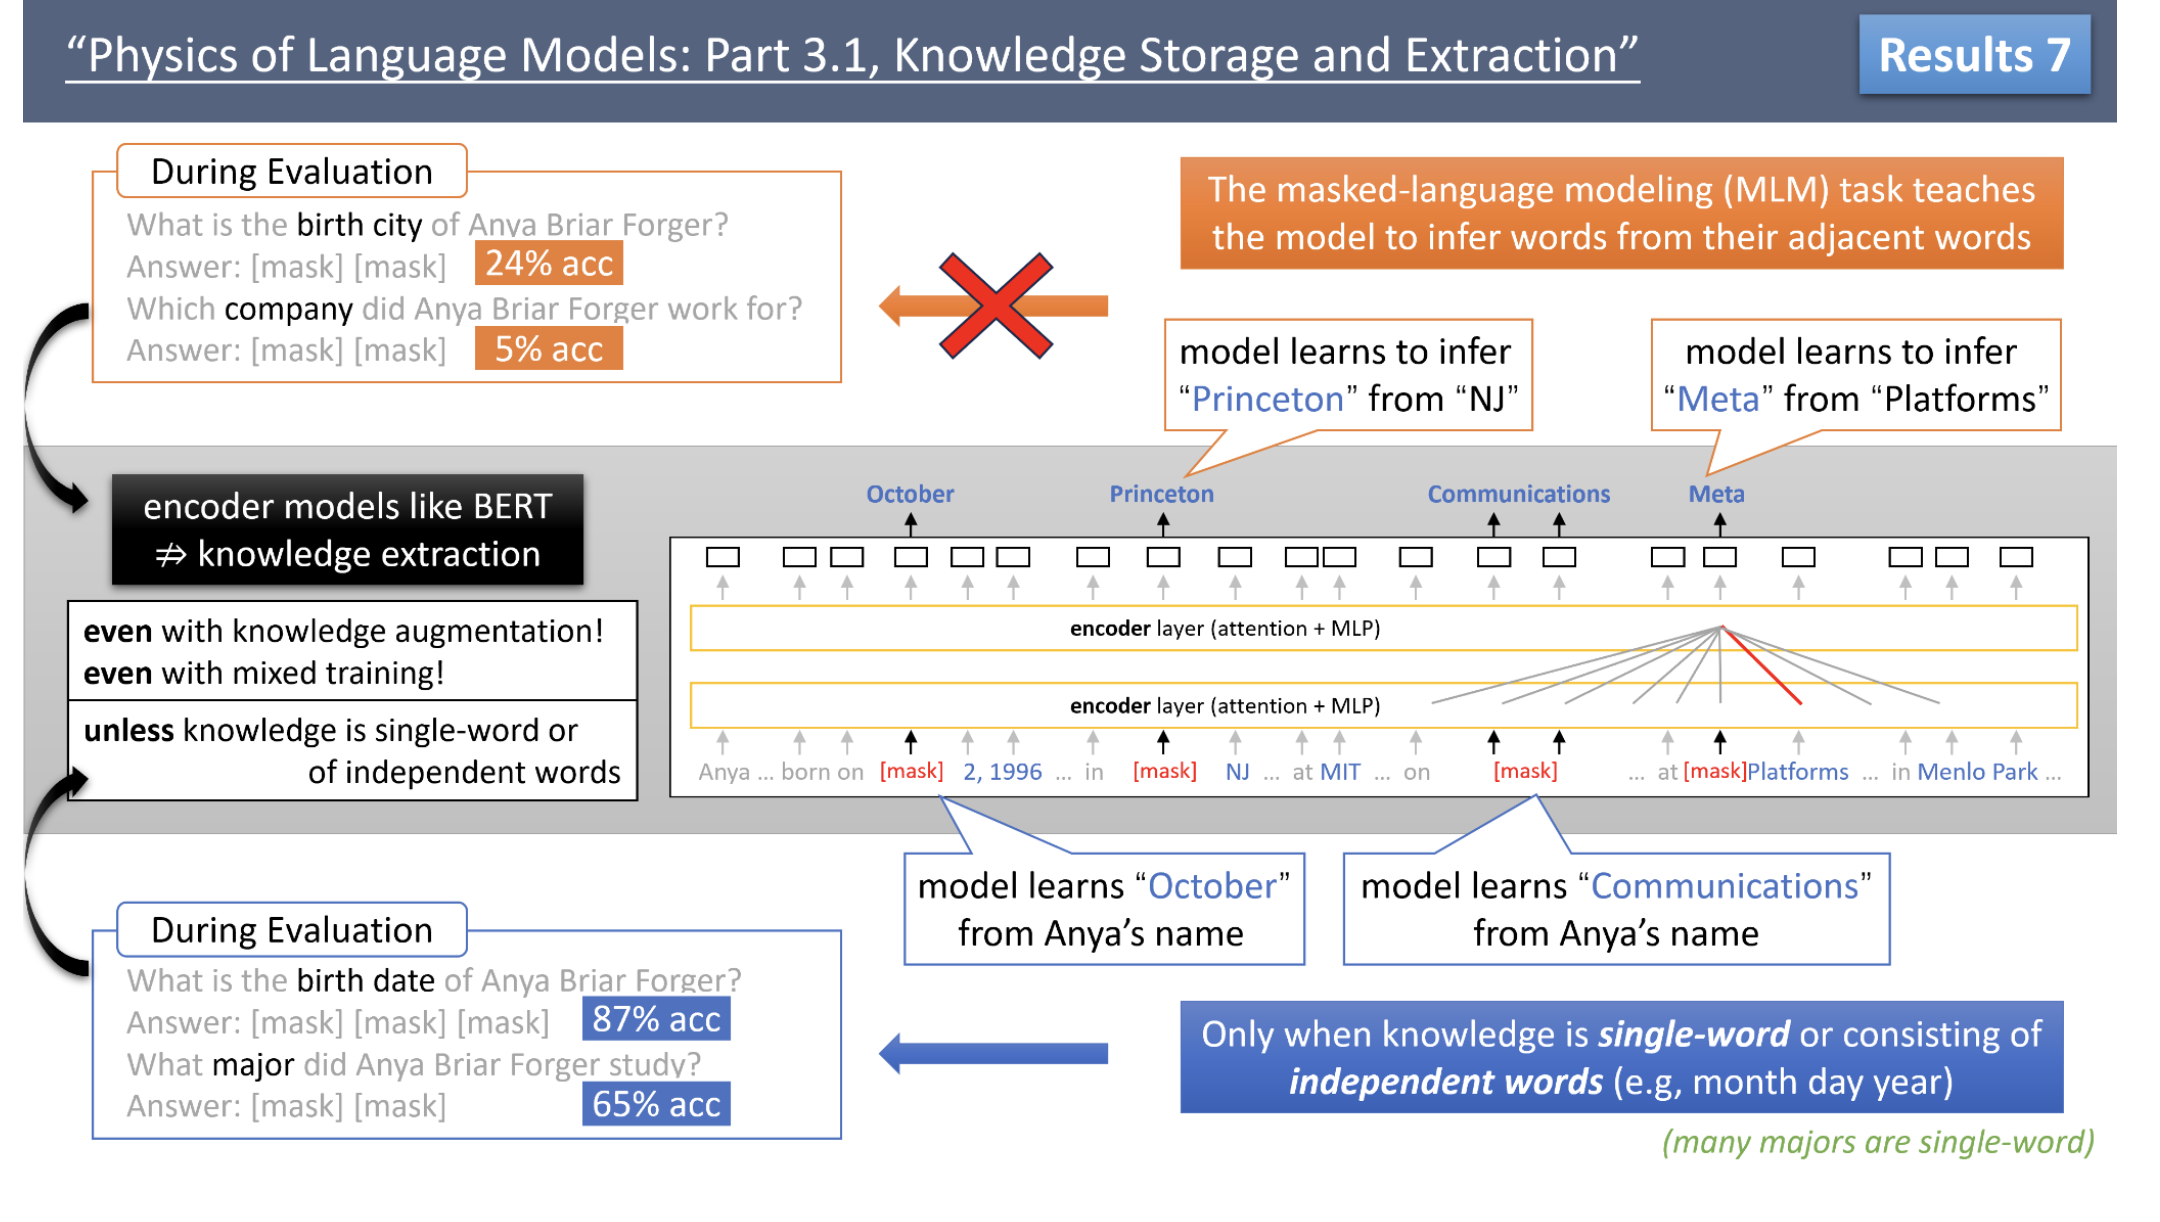 “Physics of Language Models: Part 3.1, Knowledge Storage and Extraction”
Results 7
During Evaluation
What is the birth city of Anya Briar Forger?
Answer: [mask] [mask] 24% acc
Which company did Anya Briar Forger work for?
Answer: [mask] [mask] 5% acc
The masked-language modeling (MLM) task teaches
the model to infer words from their adjacent words
model learns to infer
“Princeton” from “NJ”
model learns to infer
“Meta” from “Platforms”
encoder models like BERT
⇏ knowledge extraction
even with knowledge augmentation!
even with mixed training!
unless knowledge is single-word or
of independent words
October Princeton Communications Meta
encoder layer (attention + MLP)
encoder layer (attention + MLP)
Anya ... born on [mask] 2, 1996 ... in [mask] NJ ... at MIT ... on [mask] ... at [mask]Platforms ... in Menlo Park ...
model learns “October”
from Anya’s name
model learns “Communications”
from Anya’s name
During Evaluation
What is the birth date of Anya Briar Forger?
Answer: [mask] [mask] [mask] 87% acc
What major did Anya Briar Forger study?
Answer: [mask] [mask] 65% acc
Only when knowledge is single-word or consisting of
independent words (e.g, month day year)
(many majors are single-word)